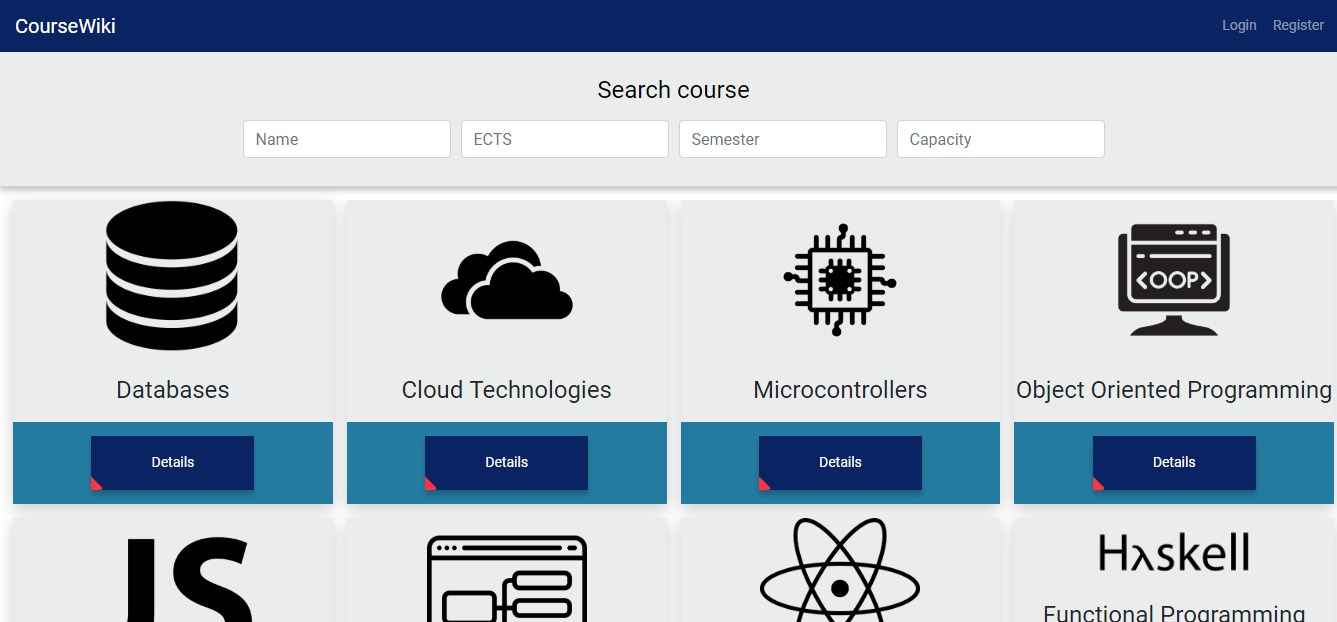 CourseWiki
Login Register
Search course
Name ECTS Semester Capacity
<OOP>
Databases Cloud Technologies Microcontrollers Object Oriented Programming
Details Details Details Details
JS
Hλskell
Functional Programming